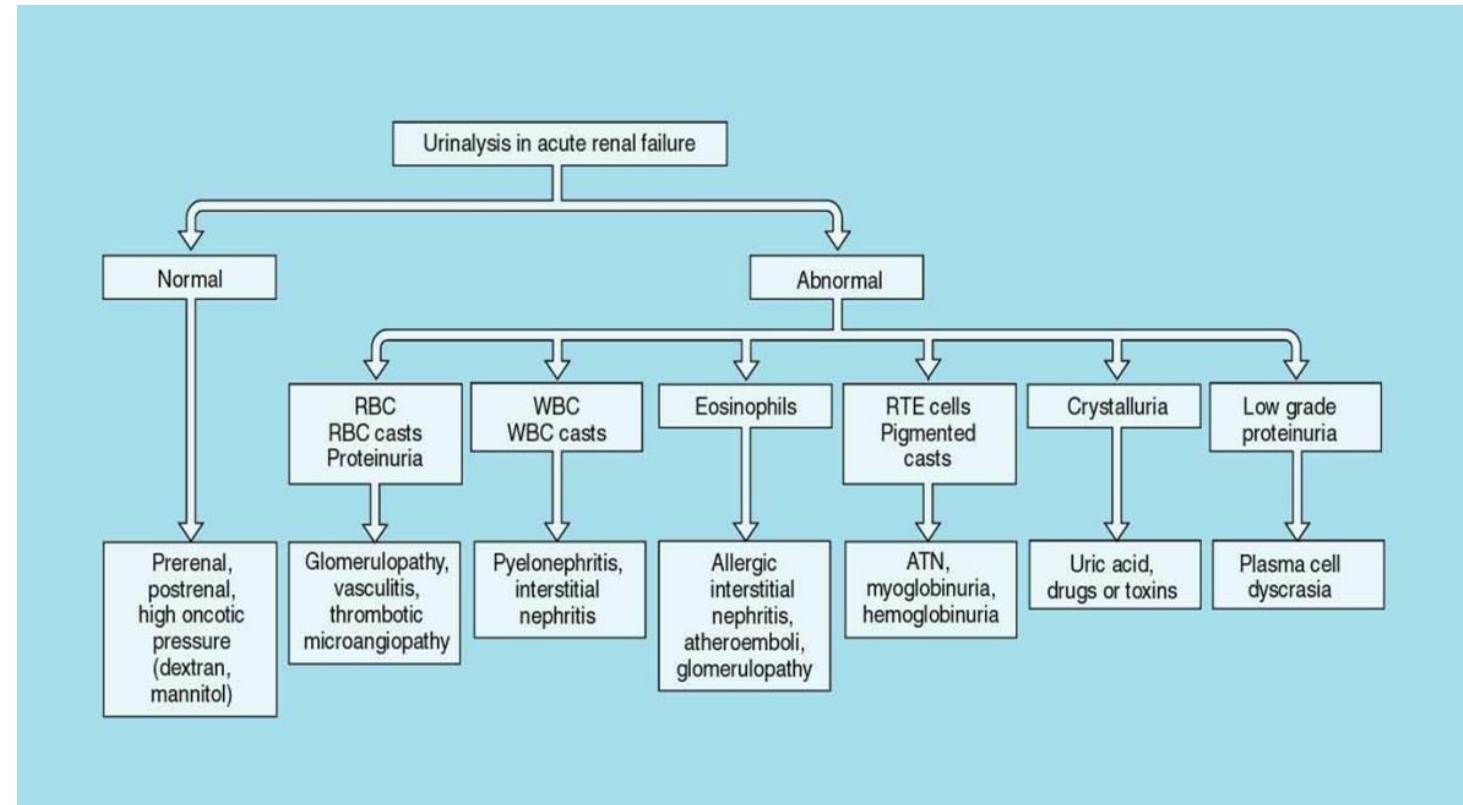 Urinalysis in acute renal failure
Normal
Abnormal
RBC
RBC casts
Proteinuria
WBC
WBC casts
Eosinophils
RTE cells
Pigmented
casts
Crystalluria
Low grade
proteinuria
Prerenal,
postrenal,
high oncotic
pressure
(dextran,
mannitol)
Glomerulopathy,
vasculitis,
thrombotic
microangiopathy
Pyelonephritis,
interstitial
nephritis
Allergic
interstitial
nephritis,
atheroemboli,
glomerulopathy
ATN,
myoglobinuria,
hemoglobinuria
Uric acid,
drugs or toxins
Plasma cell
dyscrasia